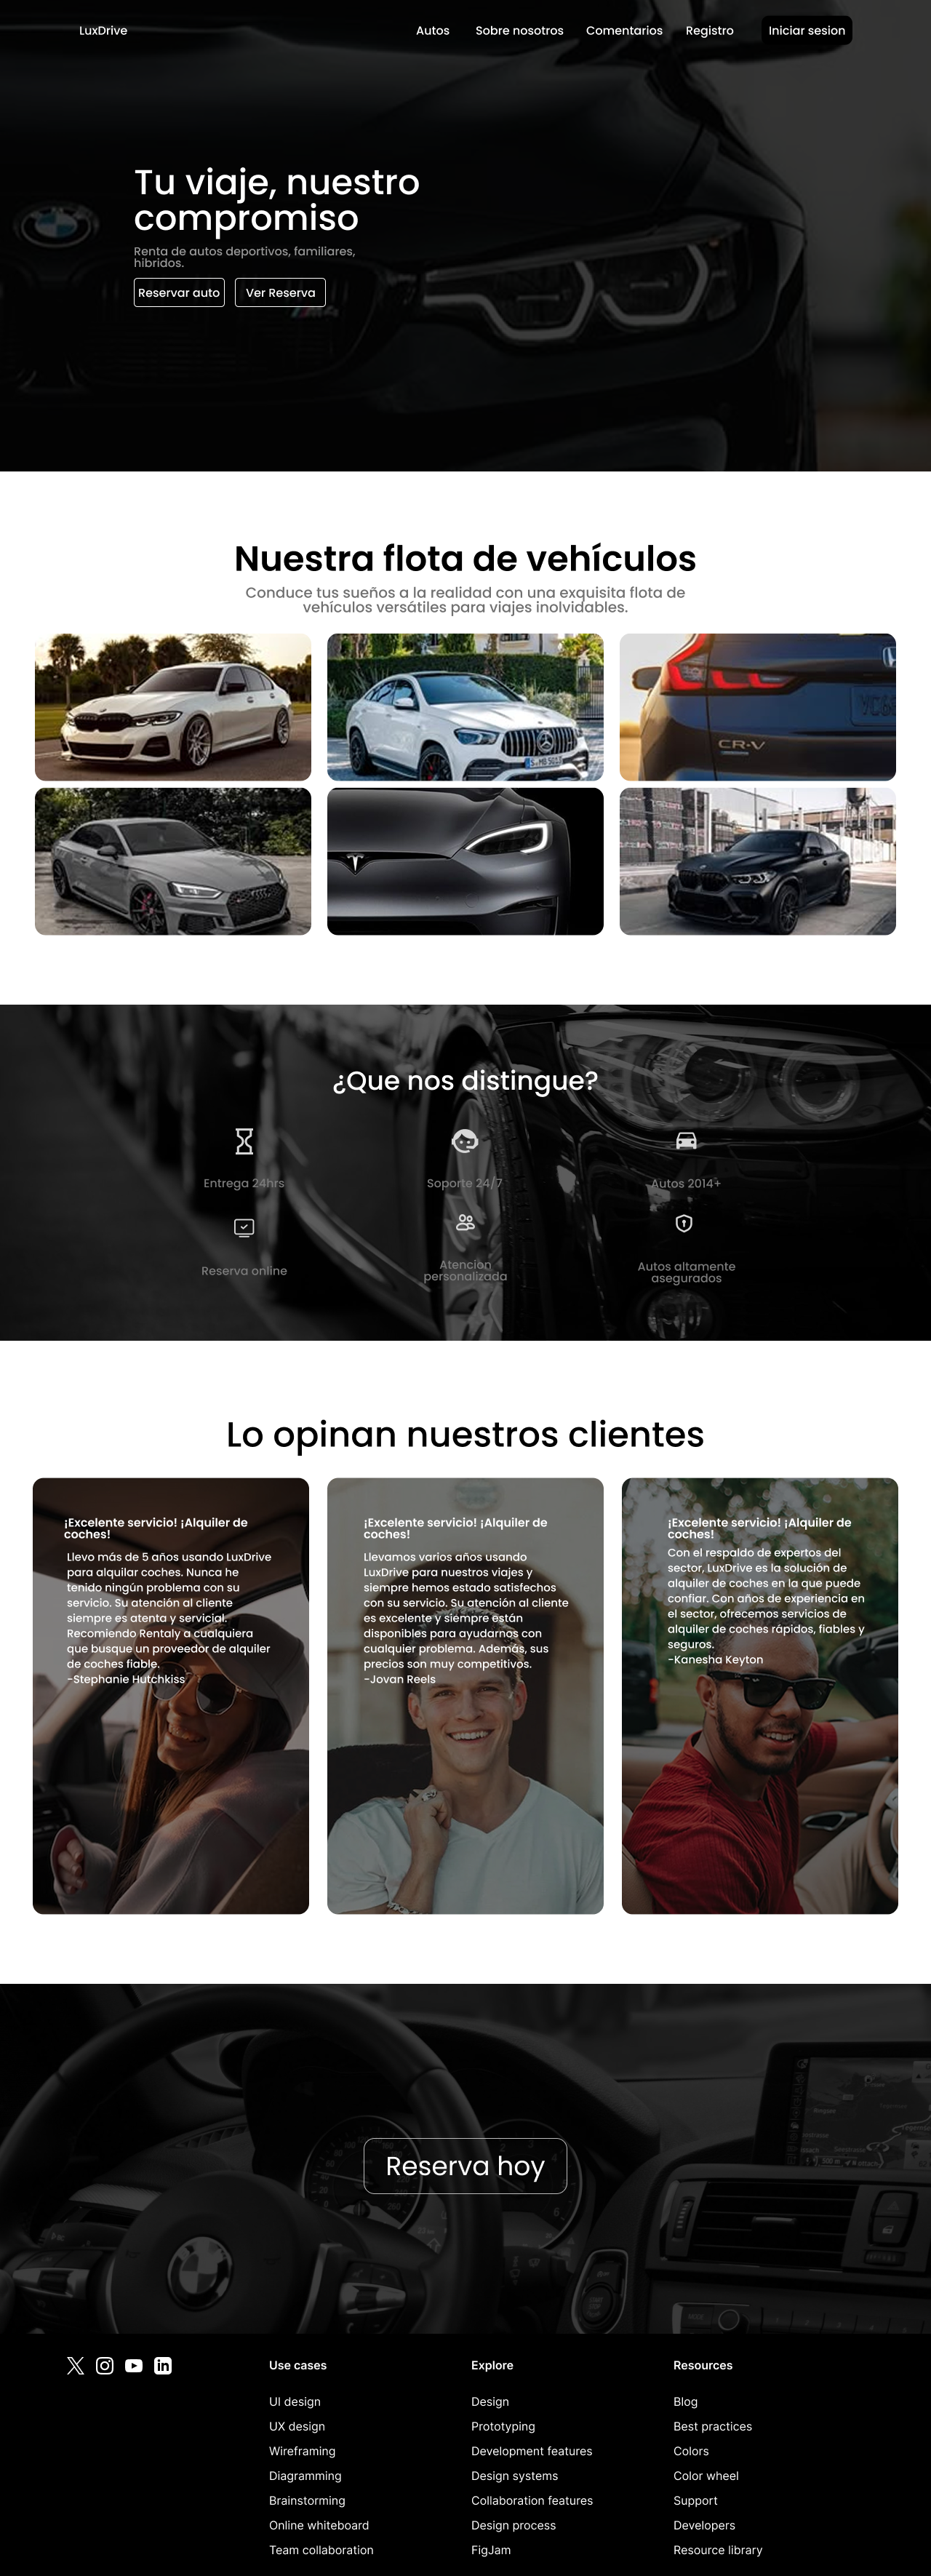 LuxDrive
Autos
Sobre nosotros
Comentarios
Registro
Iniciar sesion
Tu viaje, nuestro
compromiso
Renta de autos deportivos, familiares,
hibridos.
Reservar auto
Ver Reserva
Nuestra flota de vehículos
Conduce tus sueños a la realidad con una exquisita flota de
vehículos versátiles para viajes inolvidables.
CR-V
¿Que nos distingue?
Entrega 24hrs
Soporte 24/7
Autos 2014+
Reserva online
Atencion
personalizada
Autos altamente
asegurados
Lo opinan nuestros clientes
¡Excelente servicio! ¡Alquiler de
coches!
Llevo más de 5 años usando LuxDrive
para alquilar coches. Nunca he
tenido ningún problema con su
servicio. Su atención al cliente
siempre es atenta y servicial.
Recomiendo Rentaly a cualquiera
que busque un proveedor de alquiler
de coches fiable.
-Stephanie Hutchkiss
¡Excelente servicio! ¡Alquiler de
coches!
Llevamos varios años usando
LuxDrive para nuestros viajes y
siempre hemos estado satisfechos
con su servicio. Su atención al cliente
es excelente y siempre están
disponibles para ayudarnos con
cualquier problema. Además, sus
precios son muy competitivos.
-Jovan Reels
¡Excelente servicio! ¡Alquiler de
coches!
Con el respaldo de expertos del
sector, LuxDrive es la solución de
alquiler de coches en la que puede
confiar. Con años de experiencia en
el sector, ofrecemos servicios de
alquiler de coches rápidos, fiables y
seguros.
-Kanesha Keyton
Reserva hoy
Use cases
UI design
UX design
Wireframing
Diagramming
Brainstorming
Online whiteboard
Team collaboration
Explore
Design
Prototyping
Development features
Design systems
Collaboration features
Design process
FigJam
Resources
Blog
Best practices
Colors
Color wheel
Support
Developers
Resource library